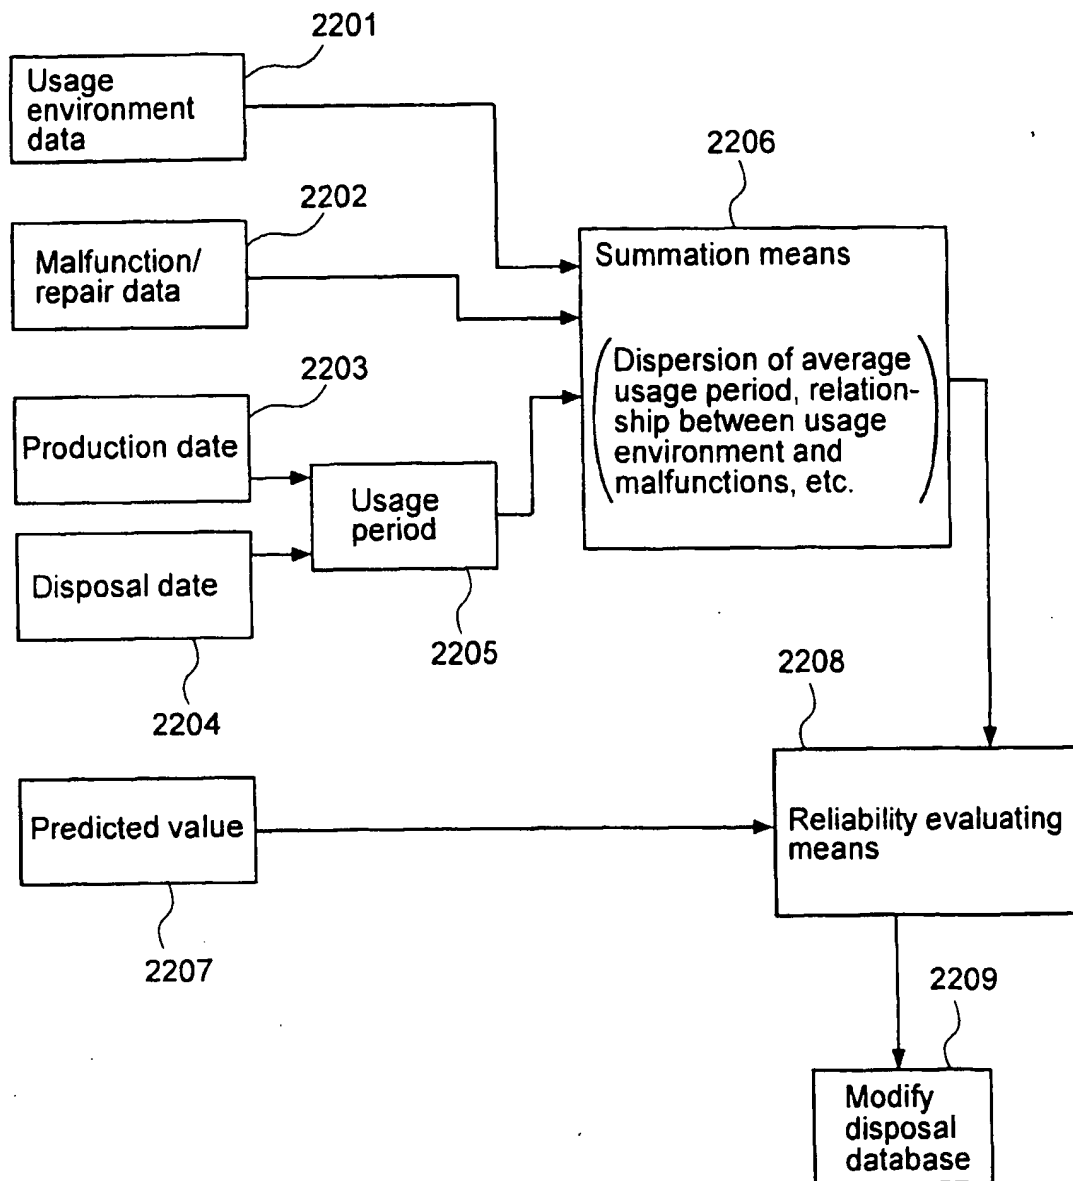 2201
Usage
environment
data
2202
Malfunction/
repair data
2203
Production date
Disposal date
2204
Usage
period
2205
2206
Summation means
Dispersion of average
usage period, relation-
ship between usage
environment and
malfunctions, etc.
Predicted value
2207
2208
Reliability evaluating
means
2209
Modify
disposal
database